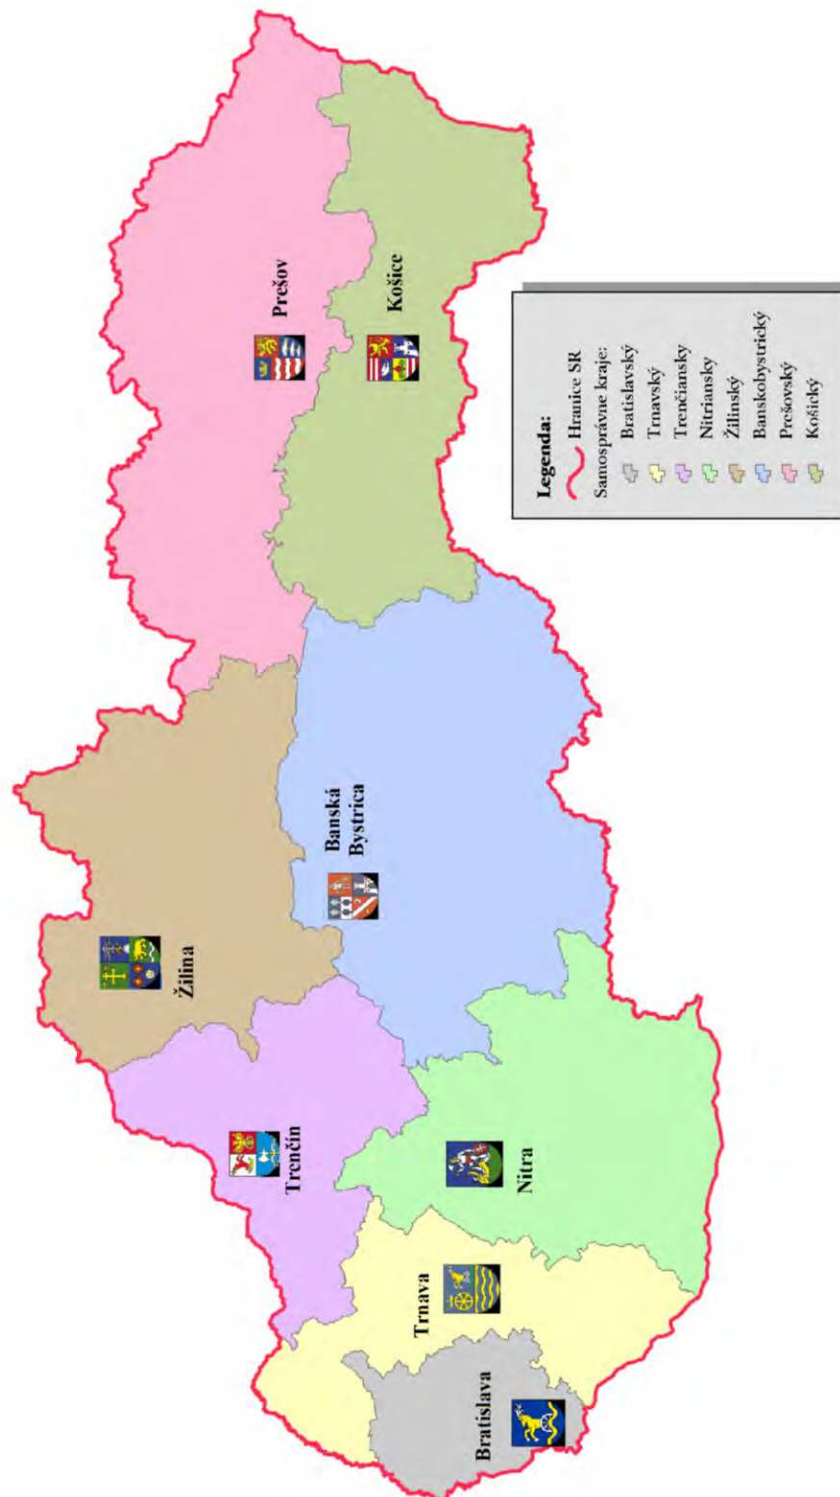 Žilina
Trenčín
Prešov
Banská
Bystrica
Košice
Trnava
Nitra
Bratislava
Legenda:
Hranice SR
Samosprávne kraje:
Bratislavský
Trnavský
Trenčiansky
Nitriansky
Žilinský
Banskobystrický
Prešovský
Košický